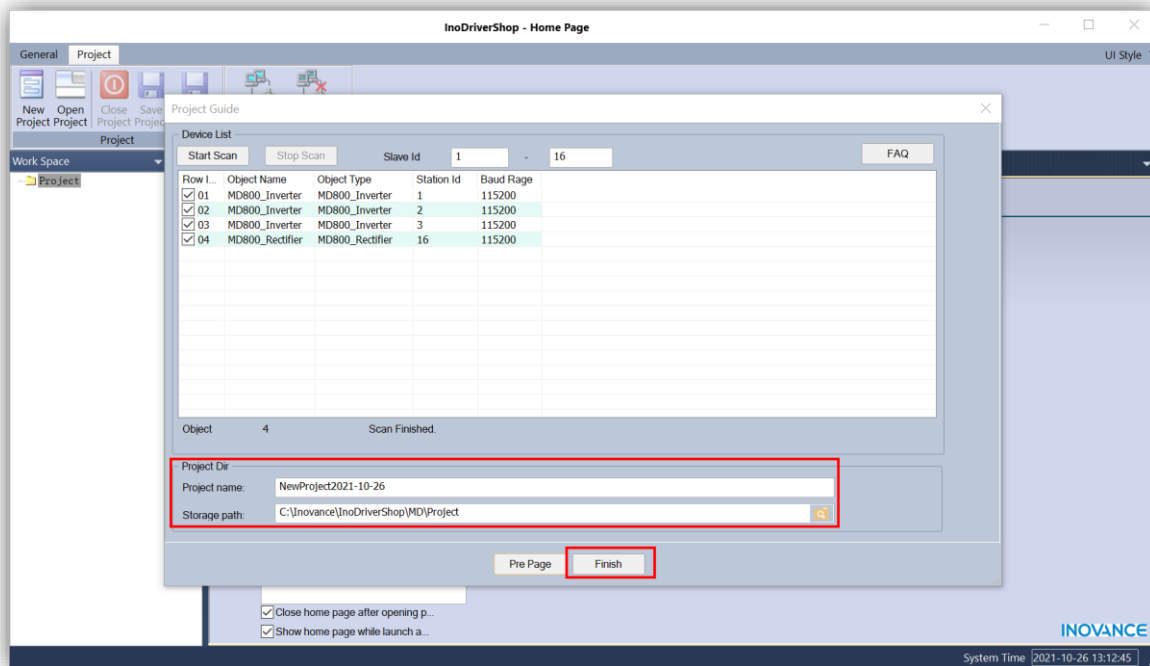 InoDriverShop - Home Page
General Project UI Style
New Project Open Project Close Project Save Project
Project
Project Guide
Device List
Start Scan Stop Scan Slave Id 1 - 16 FAQ
Work Space
Project
Row I... Object Name Object Type Station Id Baud Rage
01 MD800_Inverter MD800_Inverter 1 115200
02 MD800_Inverter MD800_Inverter 2 115200
03 MD800_Inverter MD800_Inverter 3 115200
04 MD800_Rectifier MD800_Rectifier 16 115200
Object 4 Scan Finished.
Project Dir
Project name: NewProject2021-10-26
Storage path: C:\Inovance\InoDriverShop\MD\Project
Pre Page Finish
Close home page after opening p...
Show home page while launch a...
INOVANCE
System Time 2021-10-26 13:12:45